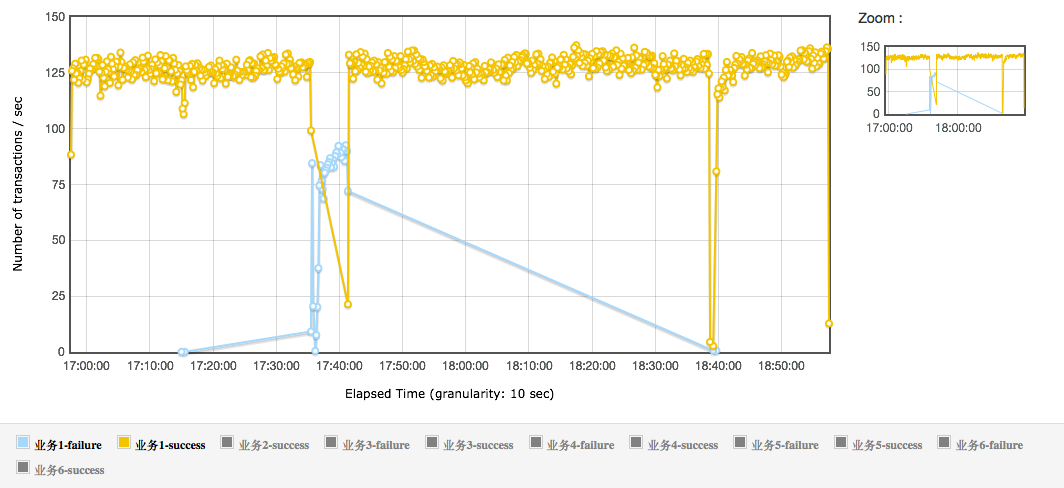 Zoom :
150
125
100
75
50
25
0
Number of transactions / sec
17:00:00 17:10:00 17:20:00 17:30:00 17:40:00 17:50:00 18:00:00 18:10:00 18:20:00 18:30:00 18:40:00 18:50:00
Elapsed Time (granularity: 10 sec)
150
100
50
0
17:00:00 18:00:00
业务1-failure 业务1-success 业务2-success 业务3-failure 业务3-success 业务4-failure 业务4-success 业务5-failure 业务5-success 业务6-failure
业务6-success